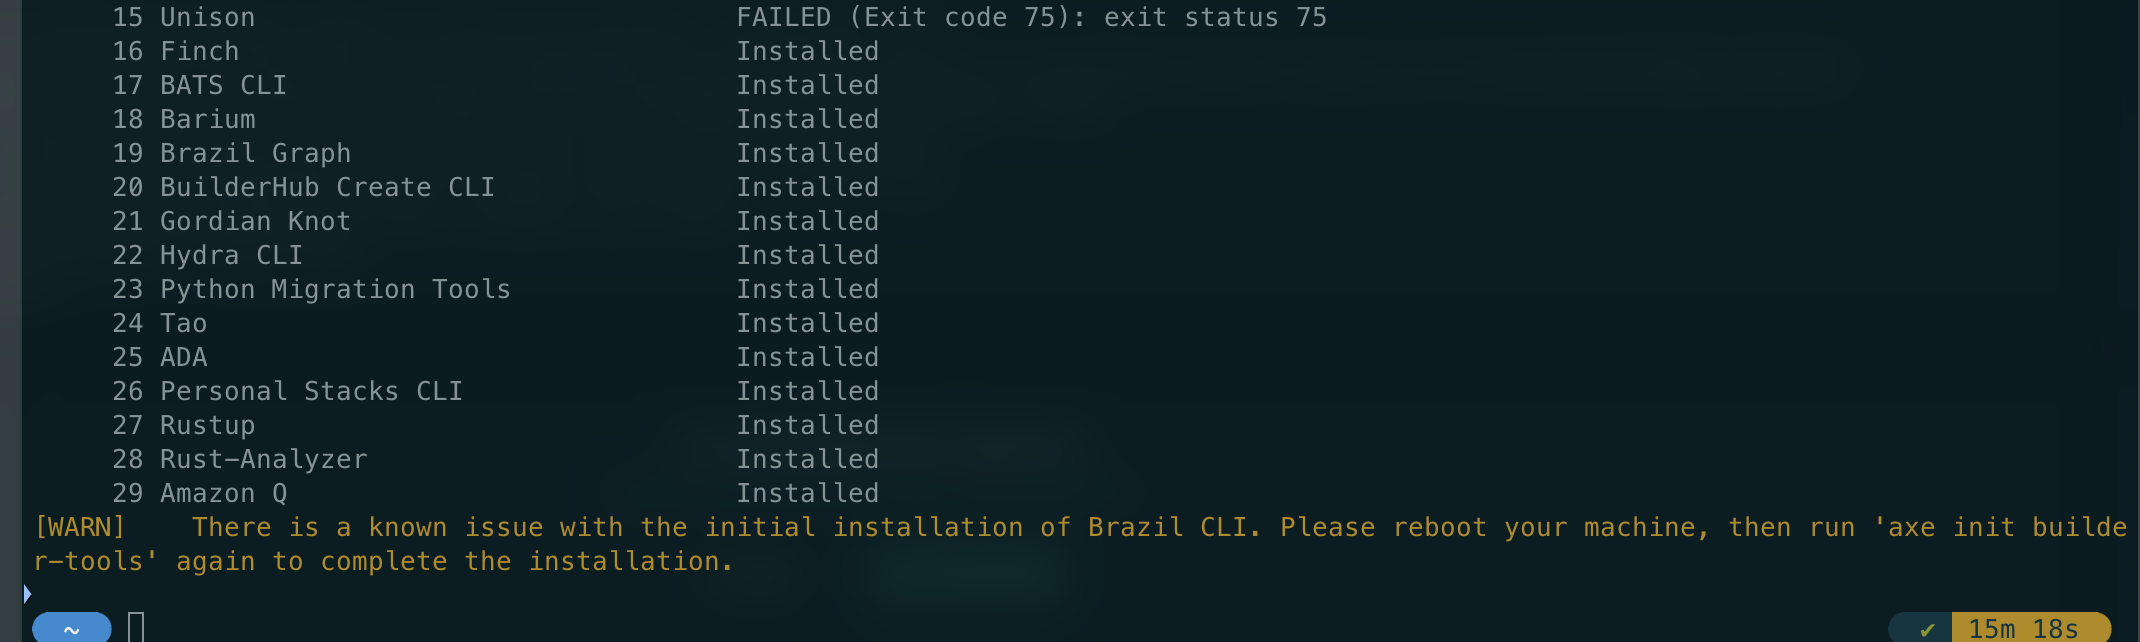 15 Unison FAILED (Exit code 75): exit status 75
16 Finch Installed
17 BATS CLI Installed
18 Barium Installed
19 Brazil Graph Installed
20 BuilderHub Create CLI Installed
21 Gordian Knot Installed
22 Hydra CLI Installed
23 Python Migration Tools Installed
24 Tao Installed
25 ADA Installed
26 Personal Stacks CLI Installed
27 Rustup Installed
28 Rust-Analyzer Installed
29 Amazon Q Installed
[WARN] There is a known issue with the initial installation of Brazil CLI. Please reboot your machine, then run 'axe init builde
r-tools' again to complete the installation.
~ ✔ 15m 18s